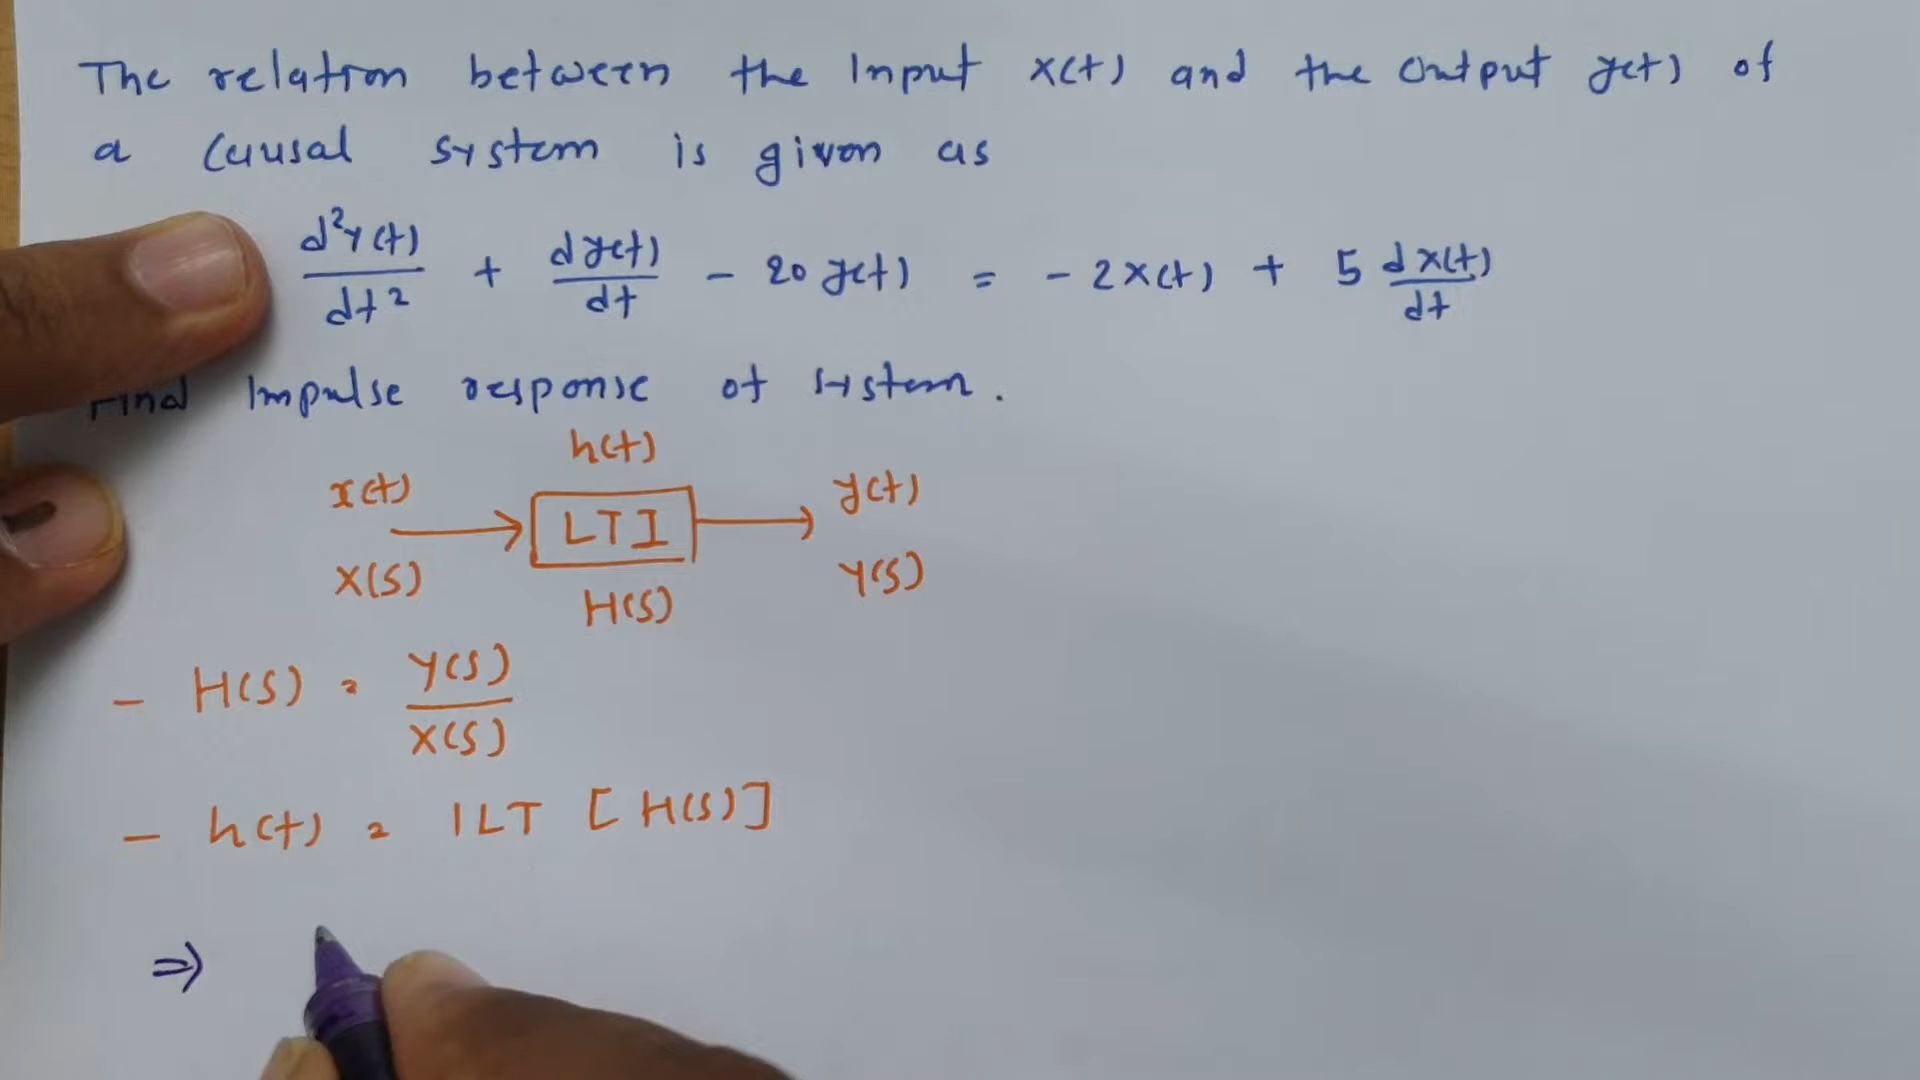 The relation between the Input x(t) and the output y(t) of
a causal system is given as
d²y(t)/dt² + dy(t)/dt - 20 y(t) = - 2x(t) + 5 dx(t)/dt
Find Impulse response of system.
h(t)
x(t) LTI y(t)
X(s) H(s) Y(s)
- H(s) = Y(s)/X(s)
- h(t) = ILT [H(s)]
⇒